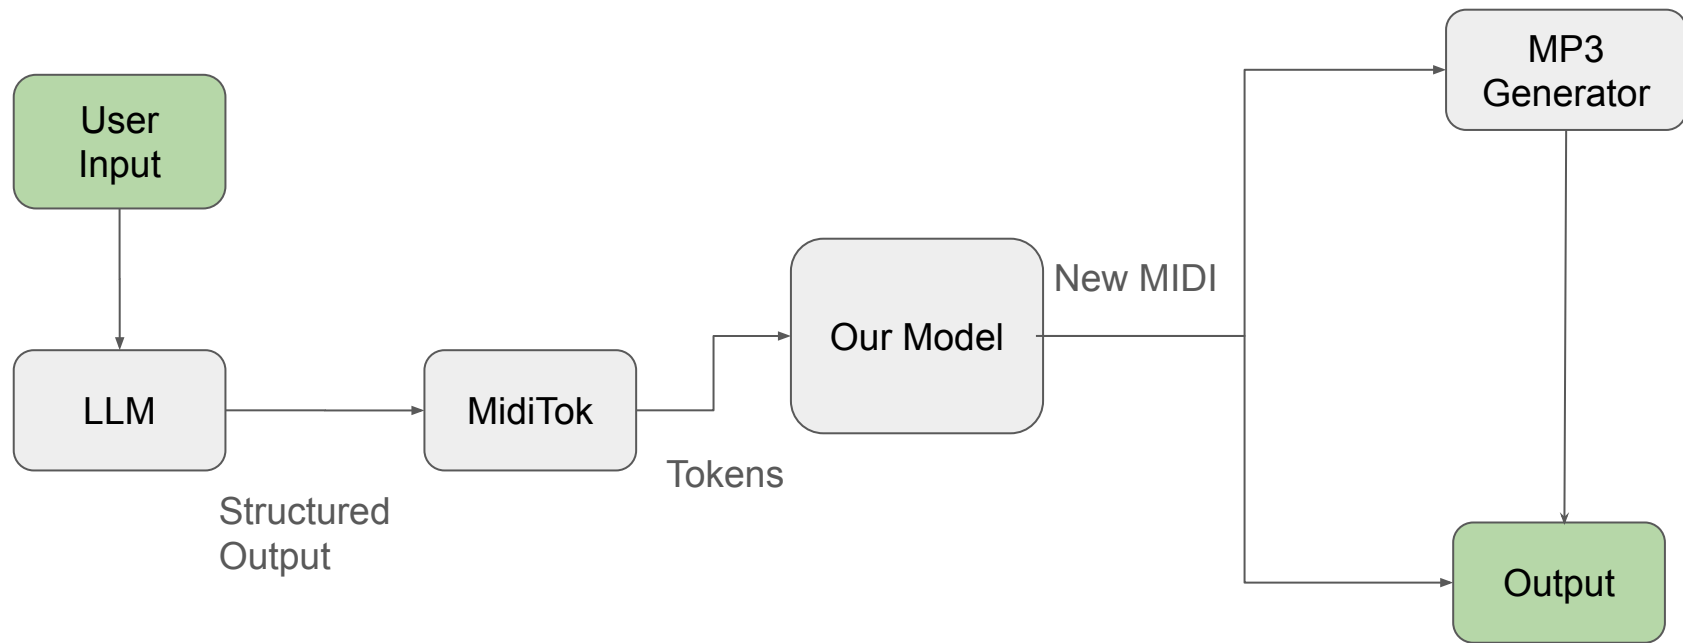 User
Input
LLM
Structured
Output
MidiTok
Tokens
Our Model
New MIDI
MP3
Generator
Output